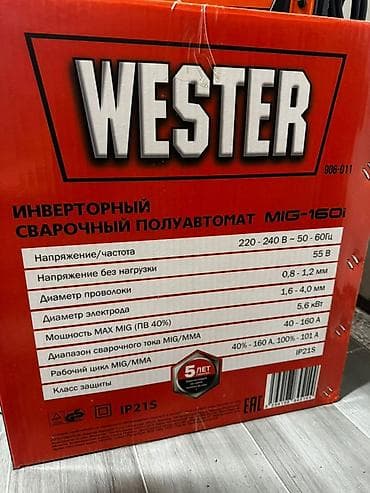 WESTER
906-011
ИНВЕРТОРНЫЙ
СВАРОЧНЫЙ ПОЛУАВТОМАТ MIG-160i
Напряжение/частота 220 - 240 В ~ 50 - 60Гц
Напряжение без нагрузки 55 В
Диаметр проволоки 0,8 - 1,2 мм
Диаметр электрода 1,6 - 4,0 мм
Мощность MAX MIG (ПВ 40%) 5,6 кВт
Диапазон сварочного тока MIG/MMA 40 - 160 А
Рабочий цикл MIG/MMA 40% - 160 А, 100% - 101 А
Класс защиты IP21S
5 ЛЕТ
GS
IP21S
EAC